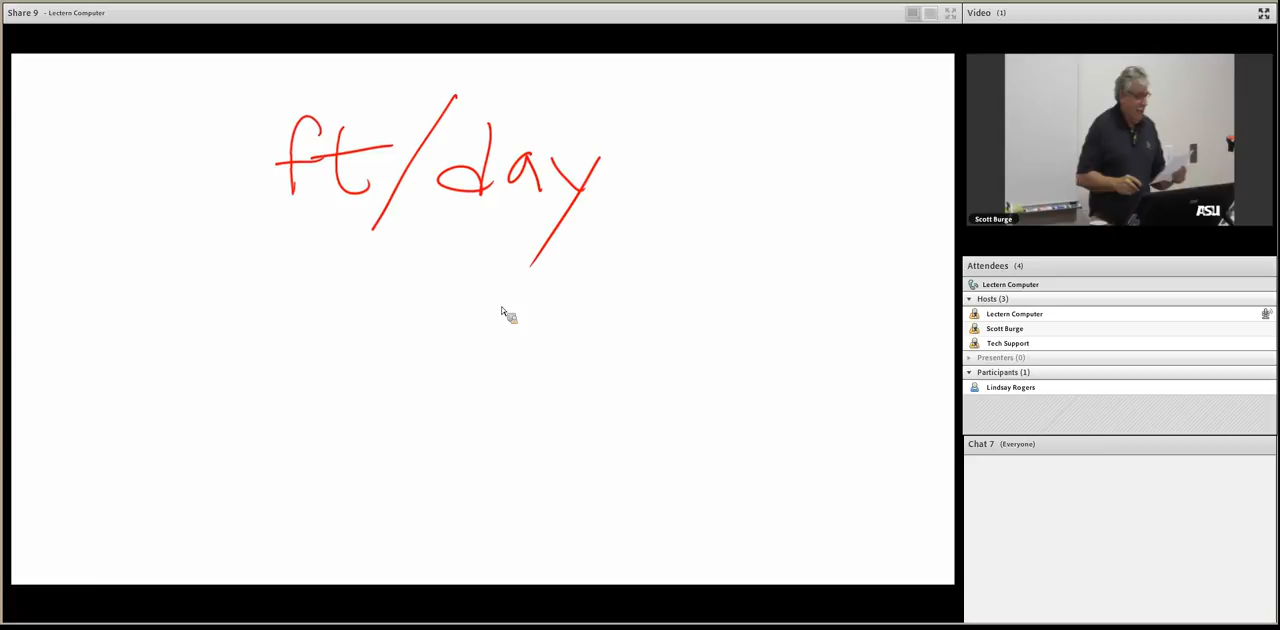 Share 9 - Lectern Computer
ft/day
Video (1)
Scott Burge
ASU
Attendees (4)
Lectern Computer
Hosts (3)
Lectern Computer
Scott Burge
Tech Support
Presenters (0)
Participants (1)
Lindsay Rogers
Chat 7 (Everyone)